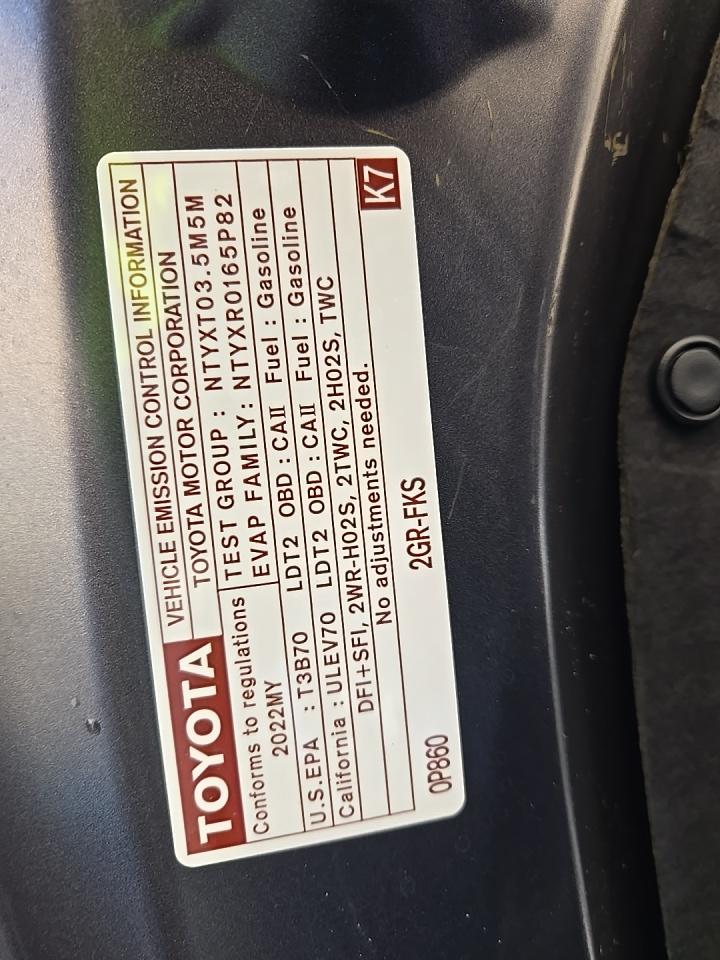 TOYOTA
VEHICLE EMISSION CONTROL INFORMATION
TOYOTA MOTOR CORPORATION
Conforms to regulations
2022MY
TEST GROUP : NTYXT03.5M5M
EVAP FAMILY: NTYXR0165P82
U.S.EPA : T3B70 LDT2 OBD : CAII Fuel : Gasoline
California : ULEV70 LDT2 OBD : CAII Fuel : Gasoline
DFI+SFI, 2WR-HO2S, 2TWC, 2HO2S, TWC
No adjustments needed.
K7
0P860 2GR-FKS